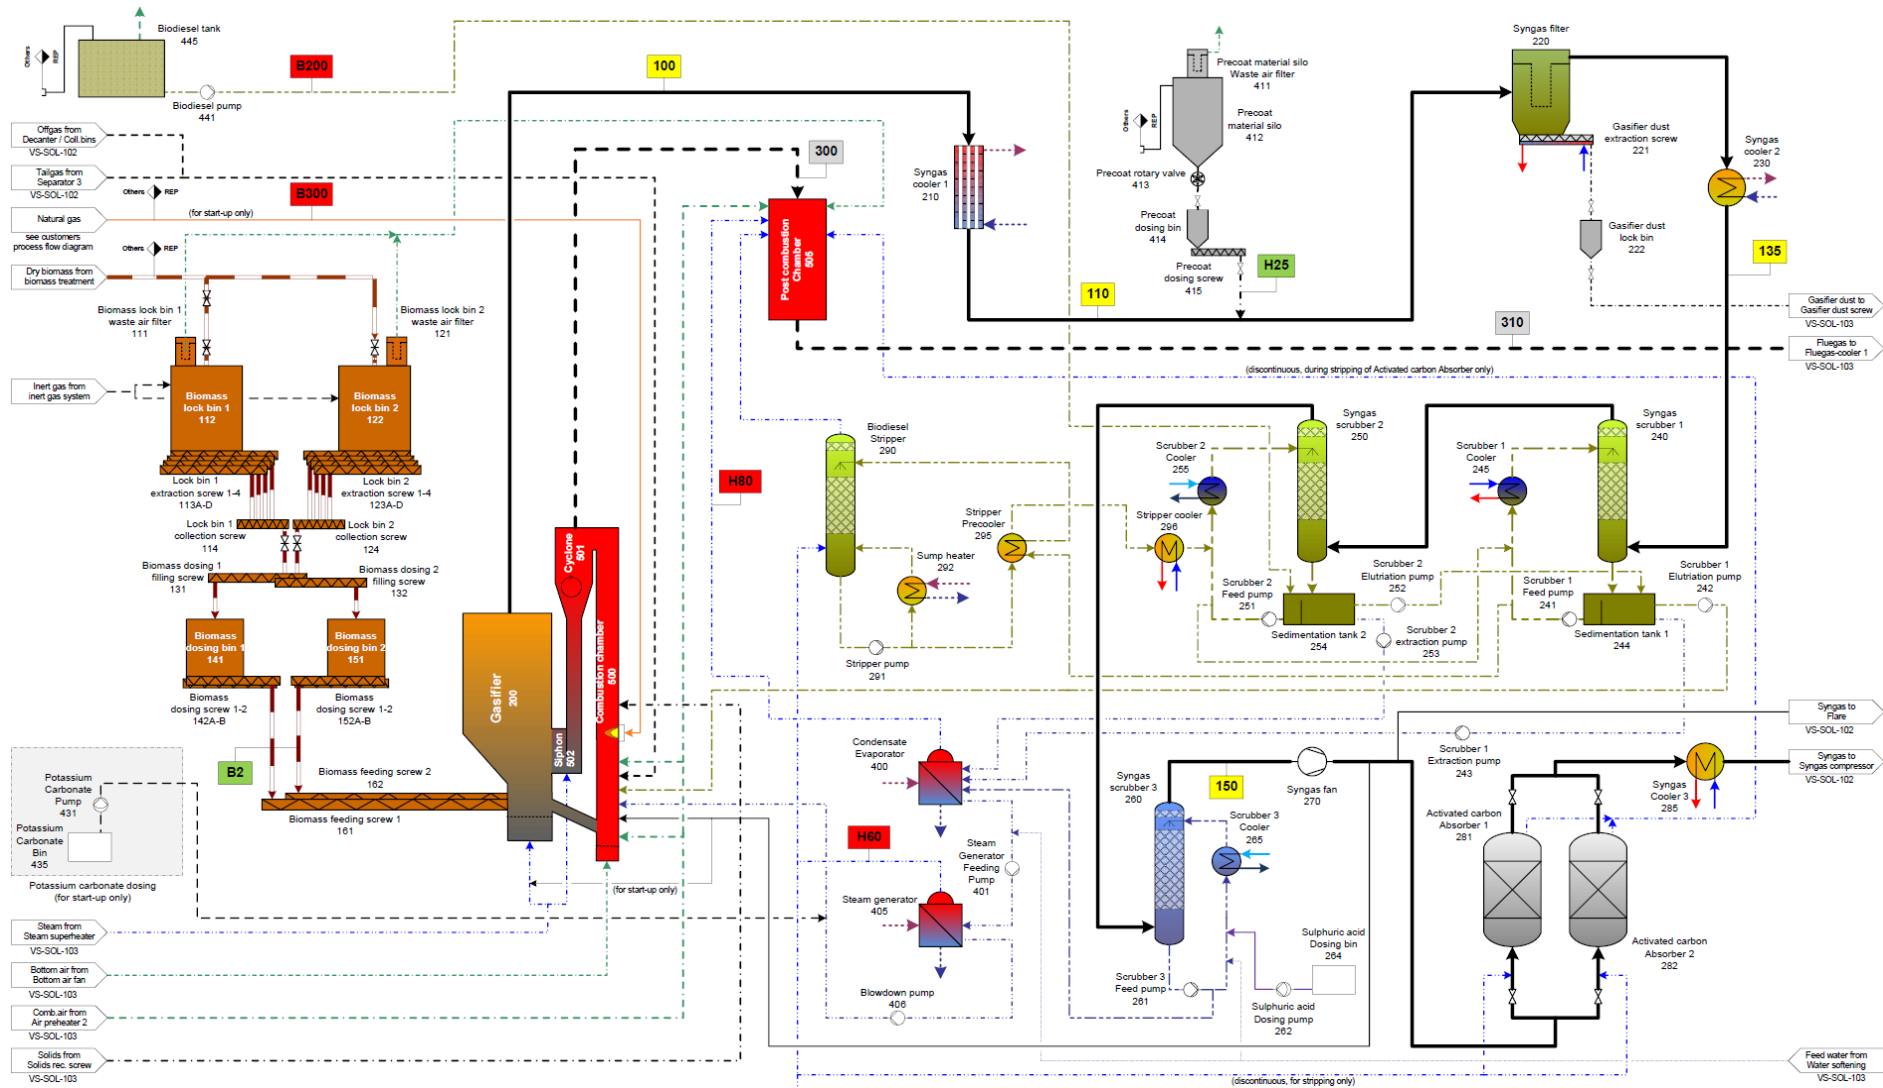 Biodiesel tank
445
Others
REP
B200
Biodiesel pump
441
100
Offgas from
Decanter / Coll.bins
VS-SOL-102
Tailgas from
Separator 3
VS-SOL-102
Others
REP
B300
Natural gas
(for start-up only)
see customers
process flow diagram
Others
REP
Dry biomass from
biomass treatment
Biomass lock bin 1
waste air filter
111
Biomass lock bin 2
waste air filter
121
Inert gas from
inert gas system
Biomass
lock bin 1
112
Biomass
lock bin 2
122
Lock bin 1
extraction screw 1-4
113A-D
Lock bin 2
extraction screw 1-4
123A-D
Lock bin 1
collection screw
114
Lock bin 2
collection screw
124
Biomass dosing 1
filling screw
131
Biomass dosing 2
filling screw
132
Biomass
dosing bin 1
141
Biomass
dosing bin 2
151
Biomass
dosing screw 1-2
142A-B
Biomass
dosing screw 1-2
152A-B
B2
Biomass feeding screw 2
162
Biomass feeding screw 1
161
Potassium
Carbonate
Pump
431
Potassium
Carbonate
Bin
435
Potassium carbonate dosing
(for start-up only)
Steam from
Steam superheater
VS-SOL-103
Bottom air from
Bottom air fan
VS-SOL-103
Comb.air from
Air preheater 2
VS-SOL-103
Solids from
Solids rec. screw
VS-SOL-103
Gasifier
200
Siphon
502
Cyclone
501
Combustion chamber
500
(for start-up only)
300
Post combustion
Chamber
505
Syngas
cooler 1
210
110
Precoat material silo
Waste air filter
411
Others
REP
Precoat
material silo
412
Precoat rotary valve
413
Precoat
dosing bin
414
Precoat
dosing screw
415
H25
Syngas filter
220
Gasifier dust
extraction screw
221
Gasifier dust
lock bin
222
Syngas
cooler 2
230
135
Gasifier dust to
Gasifier dust screw
VS-SOL-103
310
Fluegas to
Fluegas-cooler 1
VS-SOL-103
(discontinuous, during stripping of Activated carbon Absorber only)
H80
Biodiesel
Stripper
290
Sump heater
292
Stripper pump
291
Stripper
Precooler
295
Stripper cooler
296
Scrubber 2
Cooler
255
Syngas
scrubber 2
250
Scrubber 1
Cooler
245
Syngas
scrubber 1
240
Scrubber 2
Feed pump
251
Scrubber 2
Elutriation pump
252
Sedimentation tank 2
254
Scrubber 2
extraction pump
253
Scrubber 1
Feed pump
241
Scrubber 1
Elutriation pump
242
Sedimentation tank 1
244
Condensate
Evaporator
400
H60
Steam
Generator
Feeding
Pump
401
Steam generator
405
Blowdown pump
406
Syngas
scrubber 3
260
150
Syngas fan
270
Scrubber 3
Cooler
265
Scrubber 3
Feed pump
261
Sulphuric acid
Dosing bin
264
Sulphuric acid
Dosing pump
262
Scrubber 1
Extraction pump
243
Activated carbon
Absorber 1
281
Activated carbon
Absorber 2
282
Syngas
Cooler 3
285
Syngas to
Flare
VS-SOL-102
Syngas to
Syngas compressor
VS-SOL-102
Feed water from
Water softening
VS-SOL-103
(discontinuous, for stripping only)